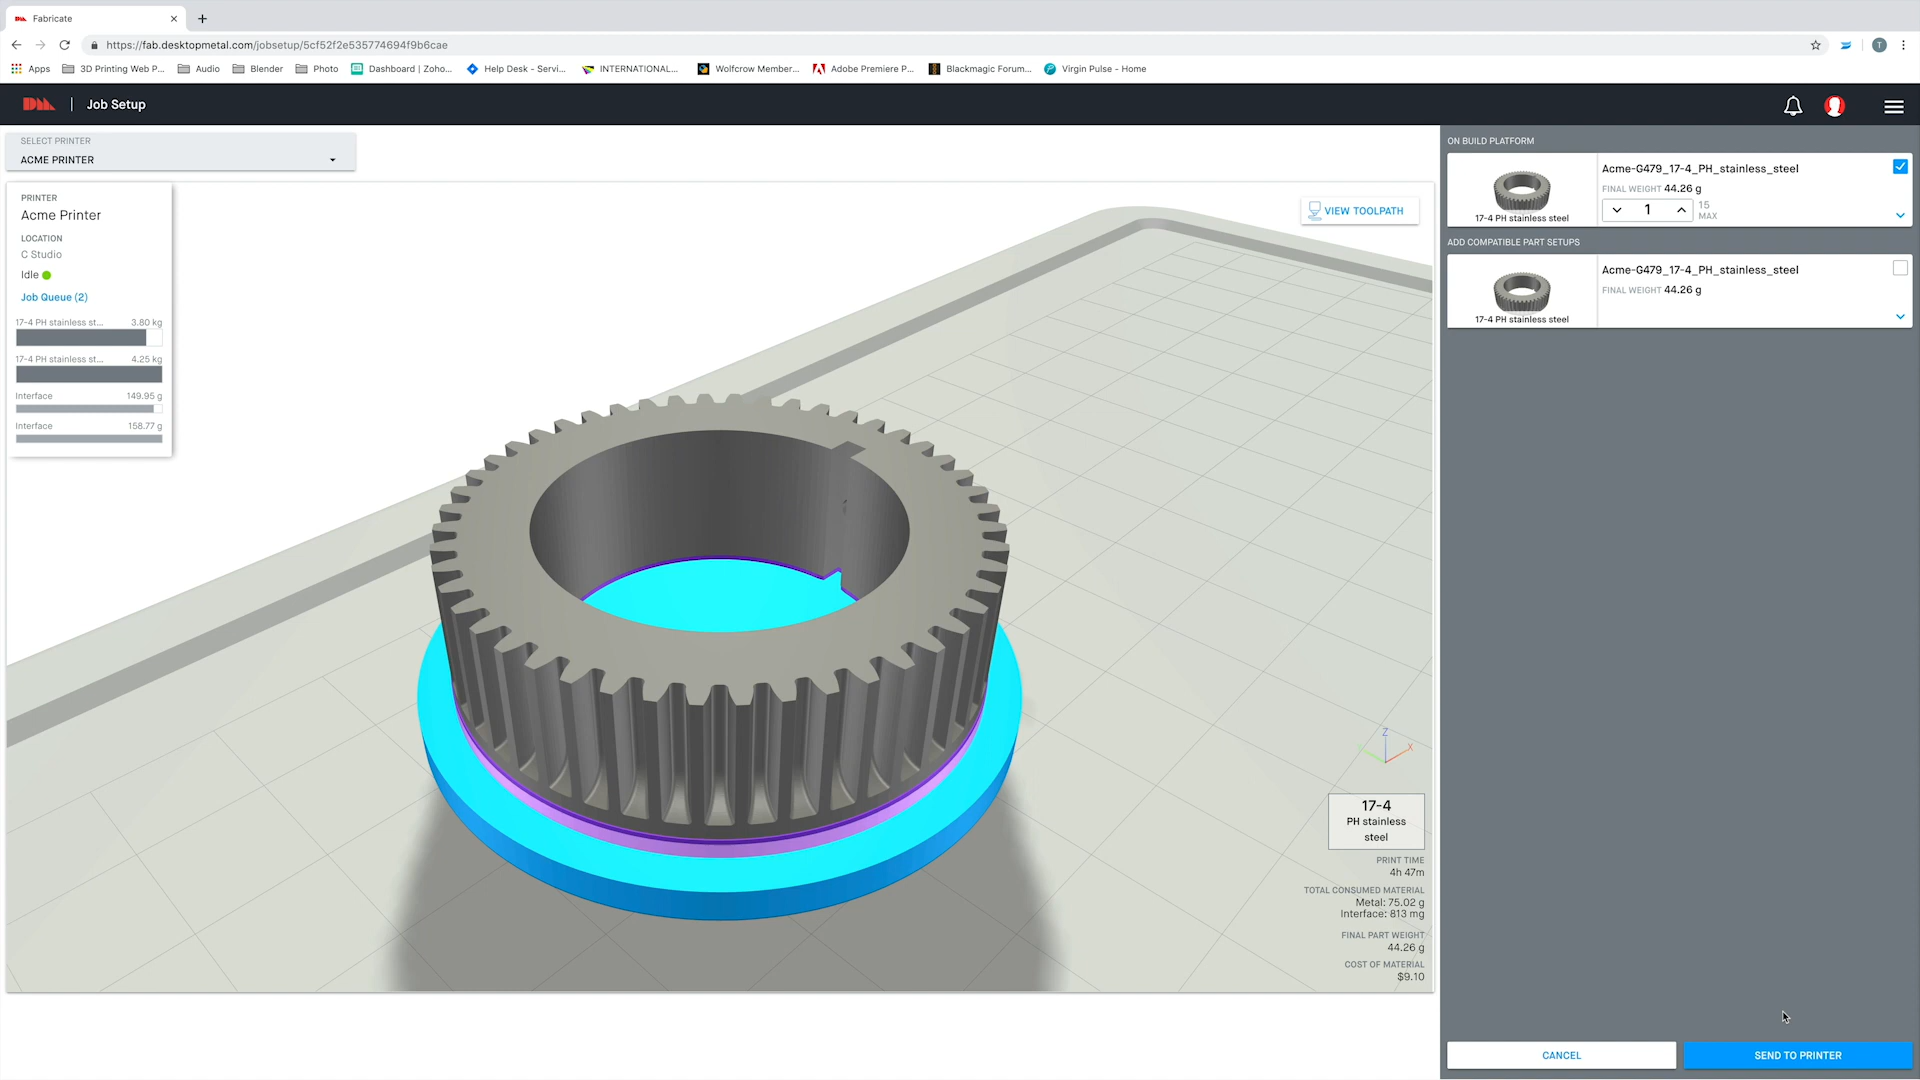 Fabricate
https://fab.desktopmetal.com/jobsetup/5cf52f2e535774694f9b6cae
T
Apps
3D Printing Web P...
Audio
Blender
Photo
Dashboard | Zoho...
Help Desk - Servi...
INTERNATIONAL...
Wolfcrow Member...
Adobe Premiere P...
Blackmagic Forum...
Virgin Pulse - Home
DM
Job Setup
SELECT PRINTER
ACME PRINTER
PRINTER
Acme Printer
LOCATION
C Studio
Idle
Job Queue (2)
17-4 PH stainless st... 3.80 kg
17-4 PH stainless st... 4.25 kg
Interface 149.95 g
Interface 158.77 g
VIEW TOOLPATH
Z
X
17-4
PH stainless
steel
PRINT TIME
4h 47m
TOTAL CONSUMED MATERIAL
Metal: 75.02 g
Interface: 813 mg
FINAL PART WEIGHT
44.26 g
COST OF MATERIAL
$9.10
ON BUILD PLATFORM
Acme-G479_17-4_PH_stainless_steel
FINAL WEIGHT 44.26 g
1
15
MAX
17-4 PH stainless steel
ADD COMPATIBLE PART SETUPS
Acme-G479_17-4_PH_stainless_steel
FINAL WEIGHT 44.26 g
17-4 PH stainless steel
CANCEL
SEND TO PRINTER